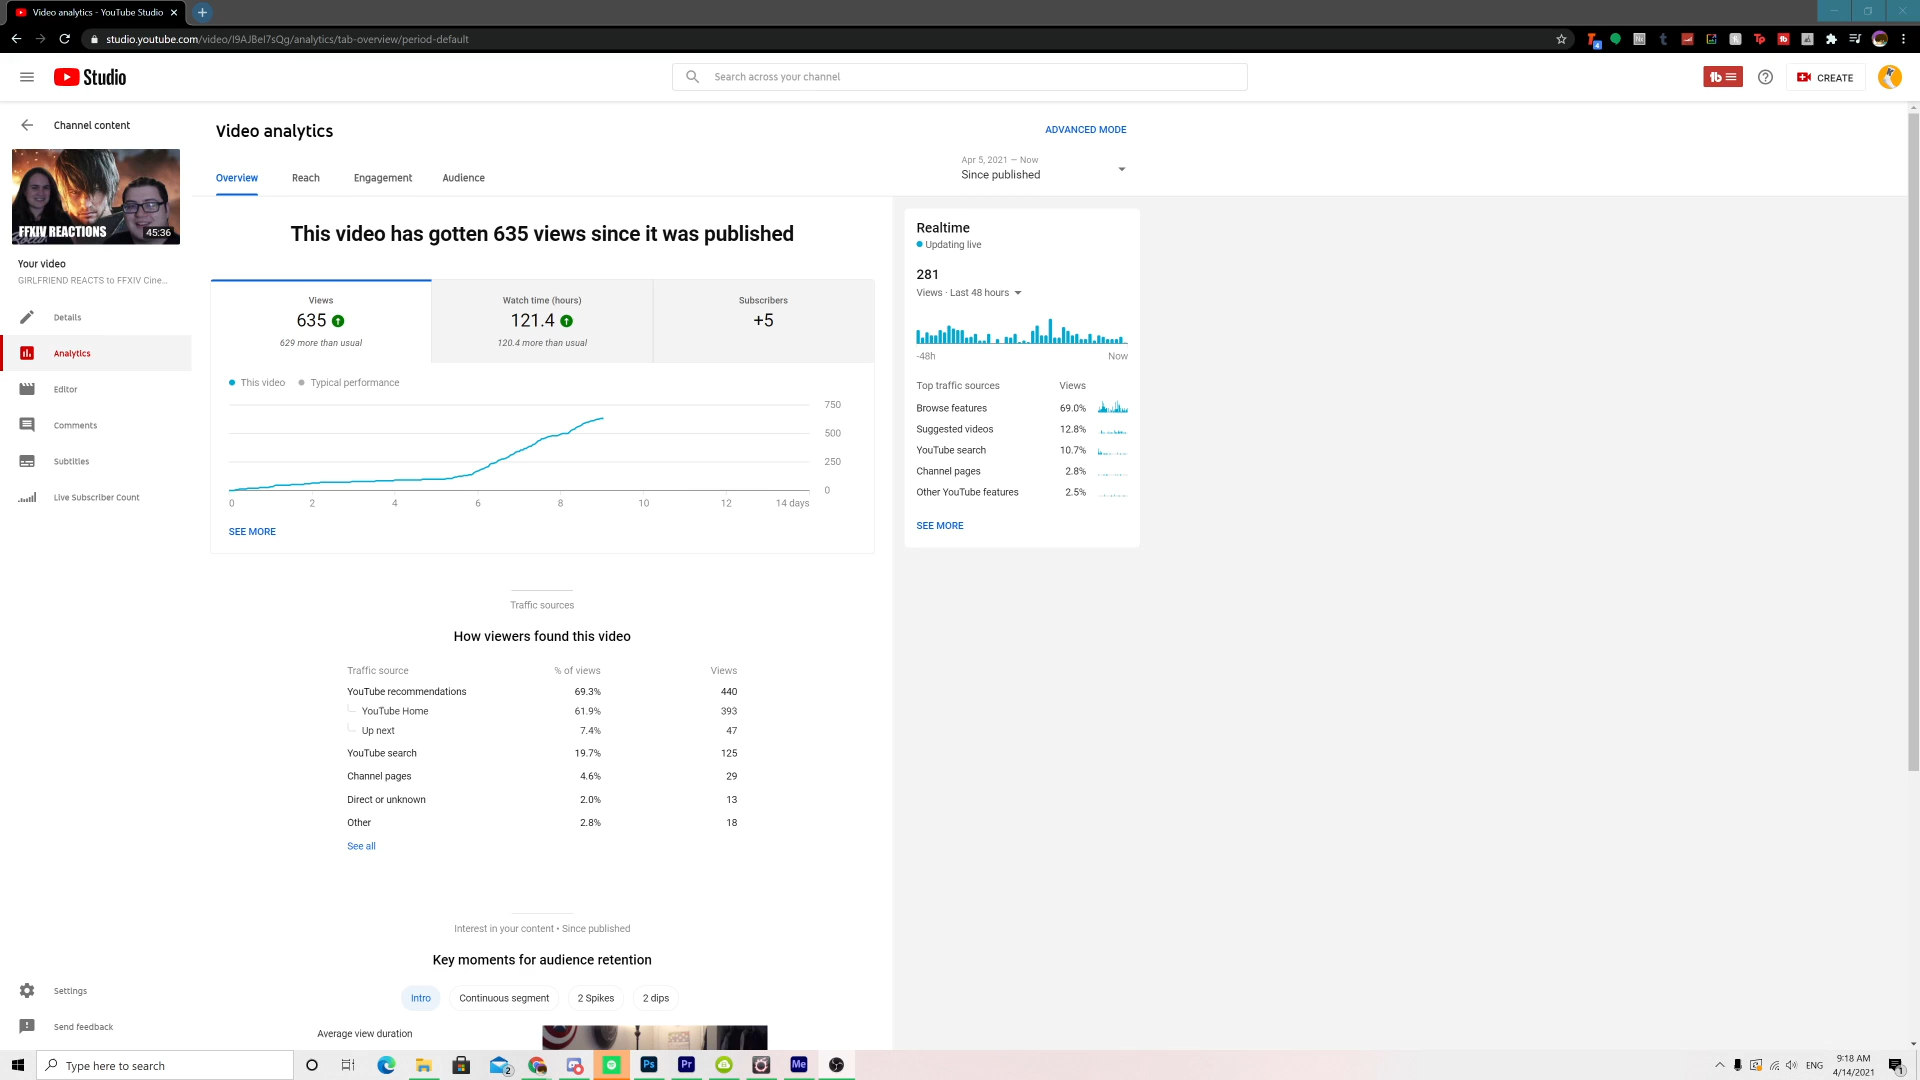 Video analytics - YouTube Studio
studio.youtube.com/video/I9AJBeI7sQg/analytics/tab-overview/period-default
Studio
Search across your channel
CREATE
Channel content
Video analytics
ADVANCED MODE
Apr 5, 2021 – Now
Since published
Overview
Reach
Engagement
Audience
FFXIV REACTIONS
45:36
Your video
GIRLFRIEND REACTS to FFXIV Cine...
Details
Analytics
Editor
Comments
Subtitles
Live Subscriber Count
Settings
Send feedback
This video has gotten 635 views since it was published
Views
635
629 more than usual
Watch time (hours)
121.4
120.4 more than usual
Subscribers
+5
This video
Typical performance
750
500
250
0
0 2 4 6 8 10 12 14 days
SEE MORE
Realtime
Updating live
281
Views · Last 48 hours
-48h
Now
Top traffic sources Views
Browse features 69.0%
Suggested videos 12.8%
YouTube search 10.7%
Channel pages 2.8%
Other YouTube features 2.5%
SEE MORE
Traffic sources
How viewers found this video
Traffic source % of views Views
YouTube recommendations 69.3% 440
YouTube Home 61.9% 393
Up next 7.4% 47
YouTube search 19.7% 125
Channel pages 4.6% 29
Direct or unknown 2.0% 13
Other 2.8% 18
See all
Interest in your content • Since published
Key moments for audience retention
Intro
Continuous segment
2 Spikes
2 dips
Average view duration
Type here to search
2
Ps
Pr
Me
ENG
9:18 AM
4/14/2021
1